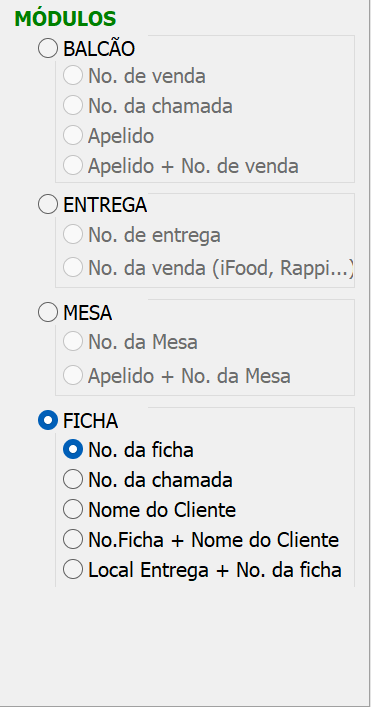 MÓDULOS
BALCÃO
No. de venda
No. da chamada
Apelido
Apelido + No. de venda
ENTREGA
No. de entrega
No. da venda (iFood, Rappi...)
MESA
No. da Mesa
Apelido + No. da Mesa
FICHA
No. da ficha
No. da chamada
Nome do Cliente
No.Ficha + Nome do Cliente
Local Entrega + No. da ficha